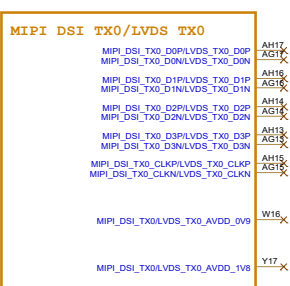 MIPI DSI TX0/LVDS TX0
MIPI_DSI_TX0_D0P/LVDS_TX0_D0P AH17
MIPI_DSI_TX0_D0N/LVDS_TX0_D0N AG17
MIPI_DSI_TX0_D1P/LVDS_TX0_D1P AH16
MIPI_DSI_TX0_D1N/LVDS_TX0_D1N AG16
MIPI_DSI_TX0_D2P/LVDS_TX0_D2P AH14
MIPI_DSI_TX0_D2N/LVDS_TX0_D2N AG14
MIPI_DSI_TX0_D3P/LVDS_TX0_D3P AH13
MIPI_DSI_TX0_D3N/LVDS_TX0_D3N AG13
MIPI_DSI_TX0_CLKP/LVDS_TX0_CLKP AH15
MIPI_DSI_TX0_CLKN/LVDS_TX0_CLKN AG15
MIPI_DSI_TX0/LVDS_TX0_AVDD_0V9 W16
MIPI_DSI_TX0/LVDS_TX0_AVDD_1V8 Y17